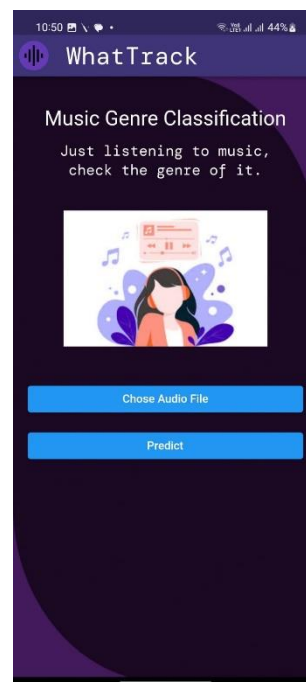 10:50
44%
WhatTrack
Music Genre Classification
Just listening to music,
check the genre of it.
Chose Audio File
Predict